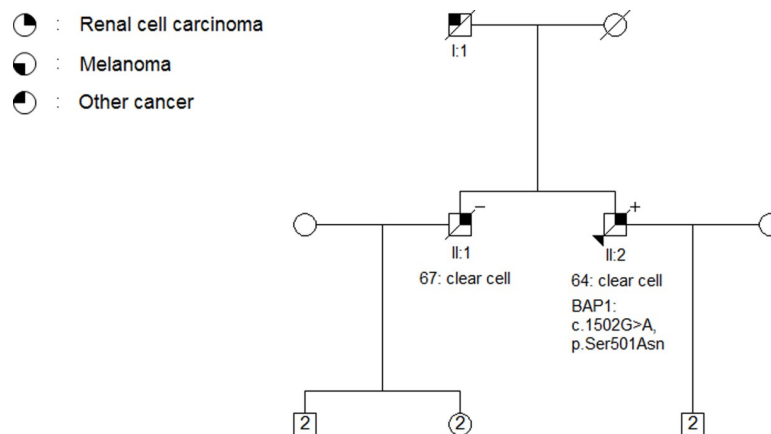 : Renal cell carcinoma
: Melanoma
: Other cancer
I:1
− +
II:1 II:2
67: clear cell 64: clear cell
BAP1:
c.1502G>A,
p.Ser501Asn
2 2 2